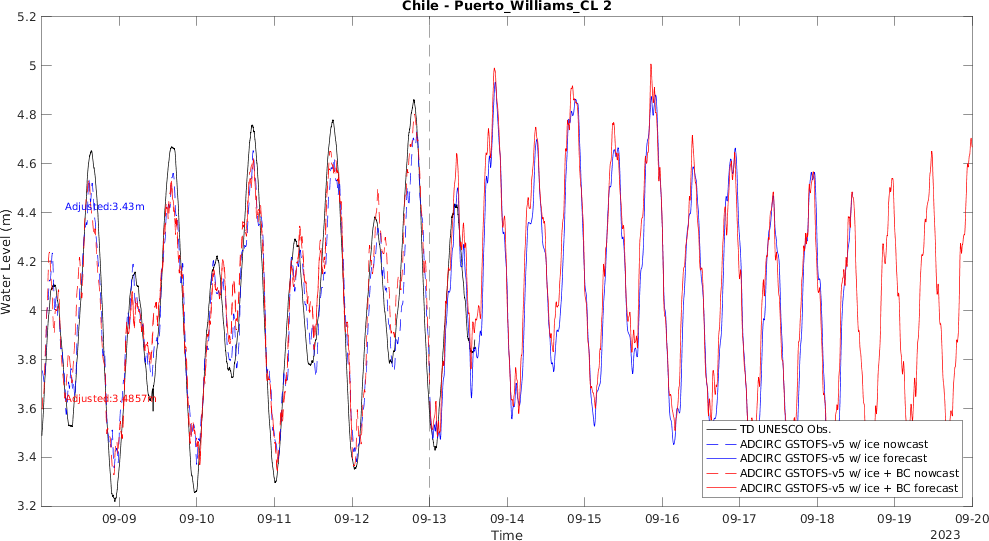 Chile - Puerto_Williams_CL 2
5.2
5
4.8
4.6
4.4
4.2
4
3.8
3.6
3.4
3.2
Water Level (m)
Adjusted:3.43m
Adjusted:3.4857m
TD UNESCO Obs.
ADCIRC GSTOFS-v5 w/ ice nowcast
ADCIRC GSTOFS-v5 w/ ice forecast
ADCIRC GSTOFS-v5 w/ ice + BC nowcast
ADCIRC GSTOFS-v5 w/ ice + BC forecast
09-09 09-10 09-11 09-12 09-13 09-14 09-15 09-16 09-17 09-18 09-19 09-20
Time
2023